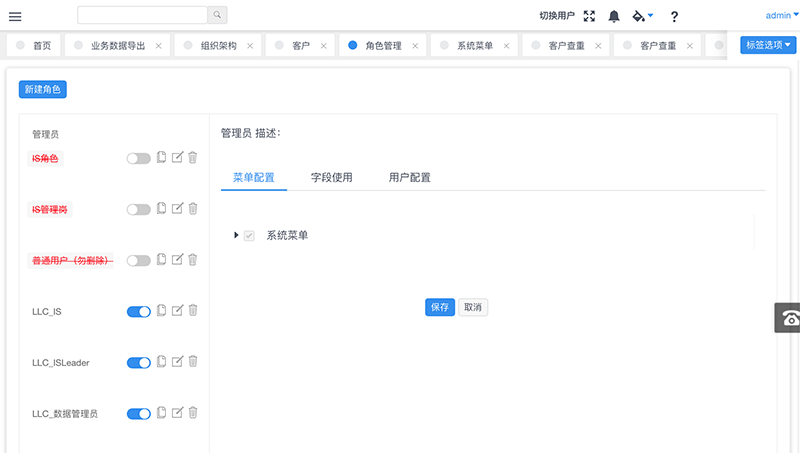 切换用户 ? admin
首页 业务数据导出 组织架构 客户 角色管理 系统菜单 客户查重 客户查重 标签选项
新建角色
管理员
IS角色
IS管理岗
普通用户（勿删除）
LLC_IS
LLC_ISLeader
LLC_数据管理员
管理员 描述:
菜单配置 字段使用 用户配置
系统菜单
保存 取消